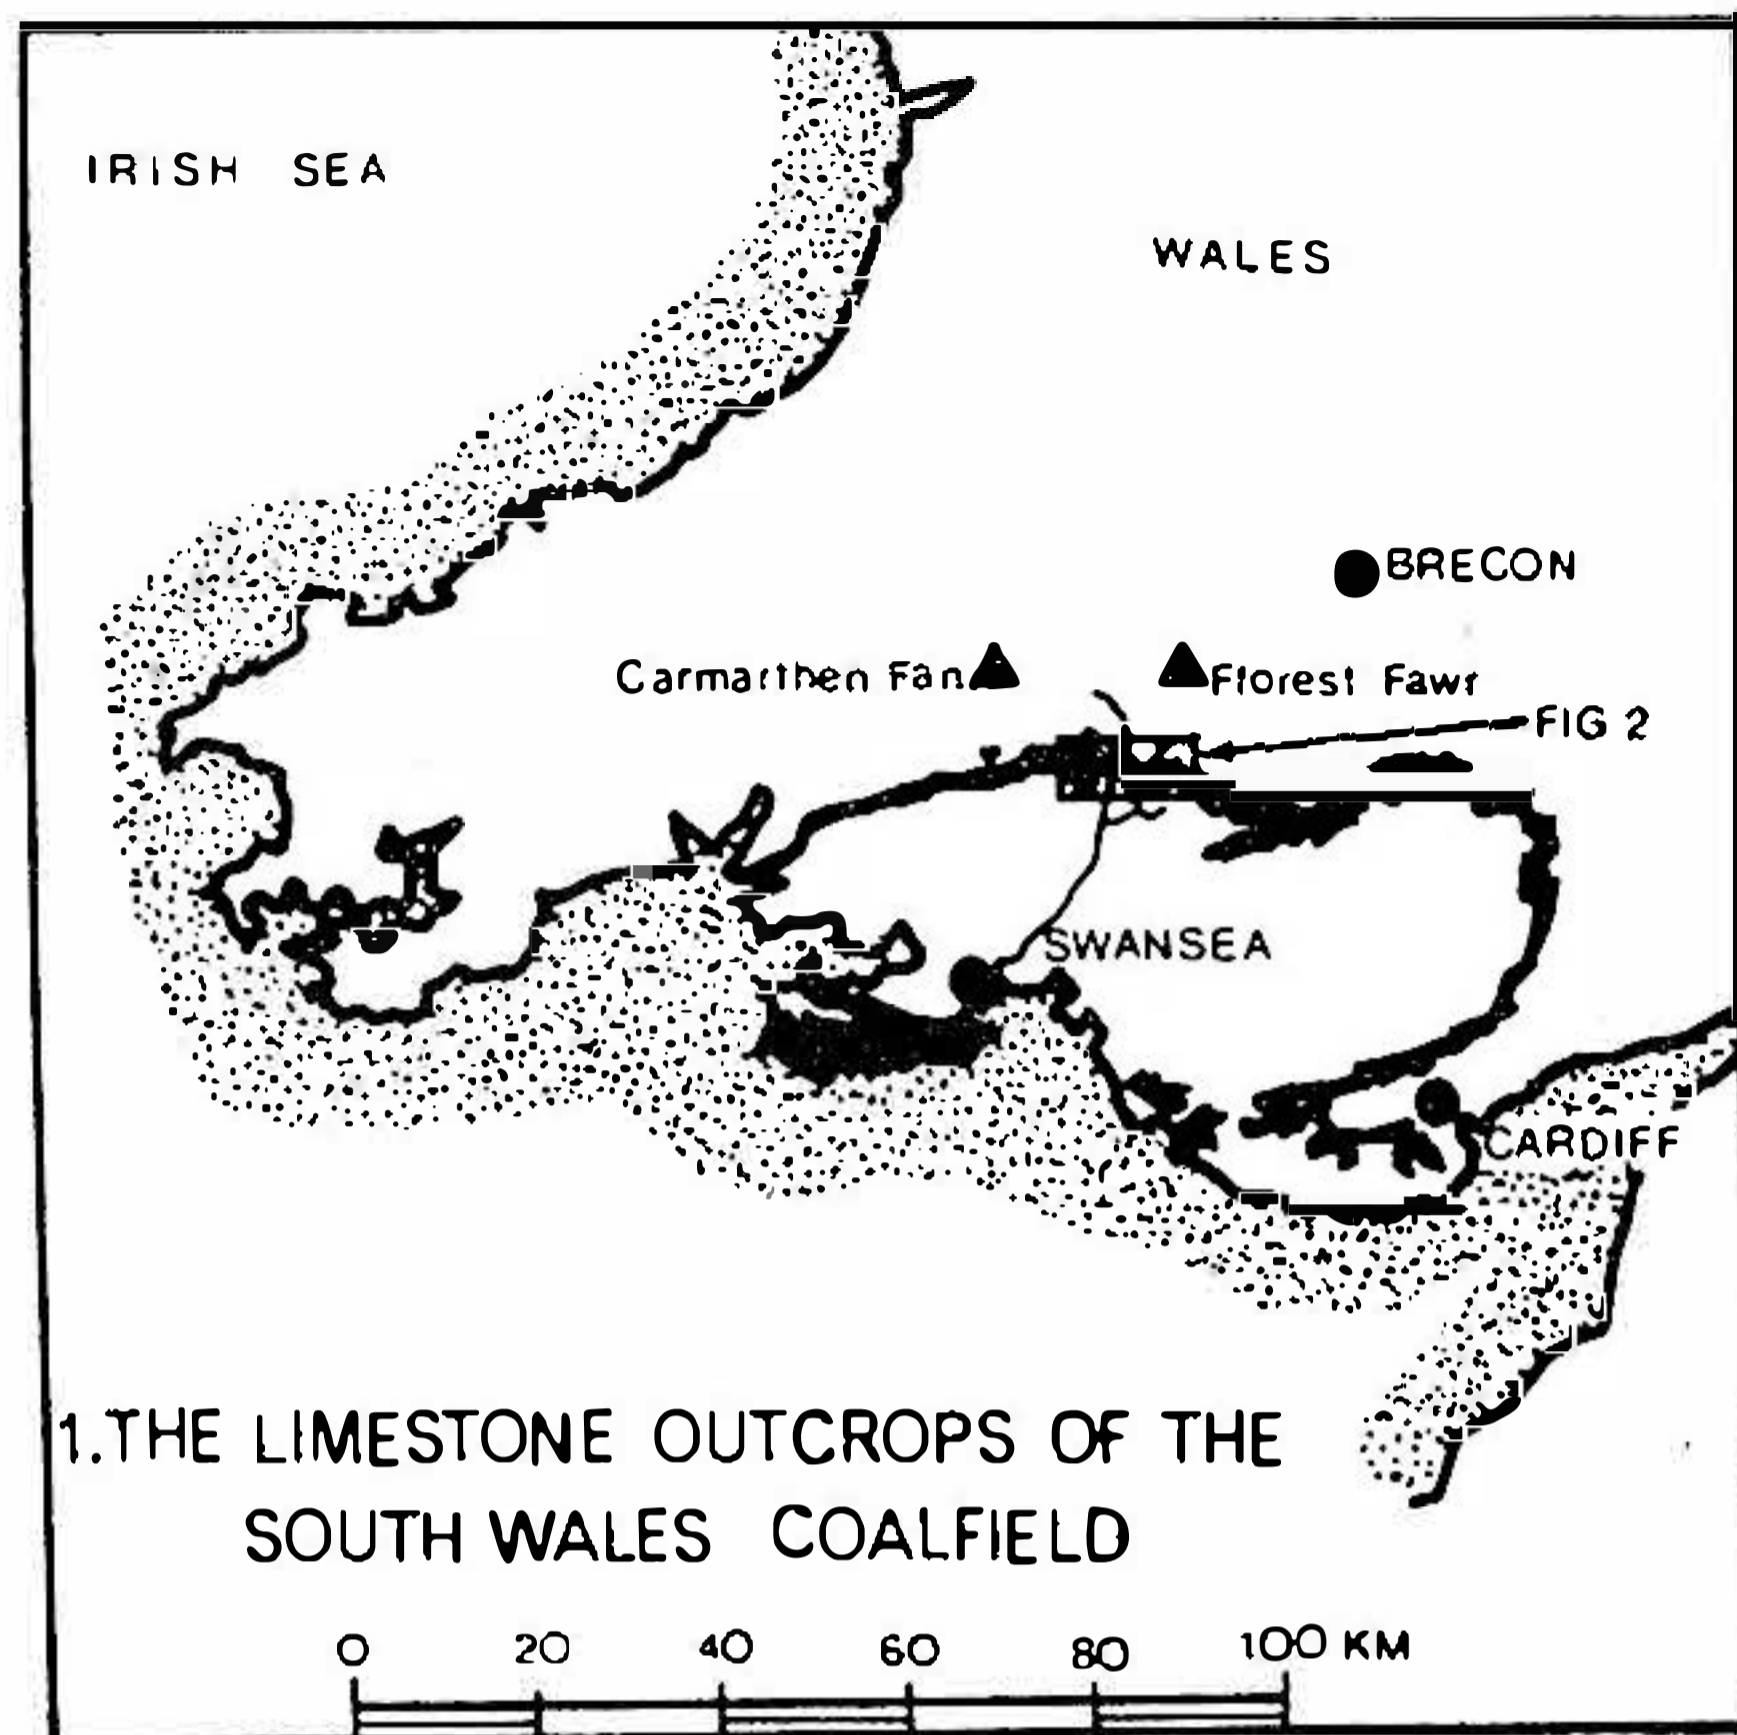 IRISH SEA
WALES
BRECON
Carmarthen Fan
Florest Fawr
FIG 2
SWANSEA
CARDIFF
1.THE LIMESTONE OUTCROPS OF THE
SOUTH WALES COALFIELD
0 20 40 60 80 100 KM